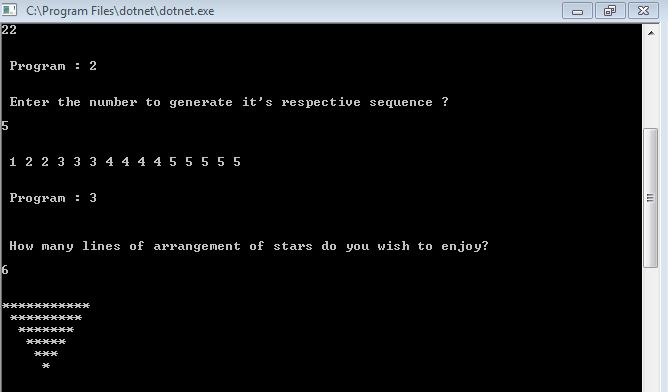 C:\Program Files\dotnet\dotnet.exe
22
Program : 2
Enter the number to generate it's respective sequence ?
5
1 2 2 3 3 3 4 4 4 4 5 5 5 5 5
Program : 3
How many lines of arrangement of stars do you wish to enjoy?
6
***********
 *********
  *******
   *****
    ***
     *